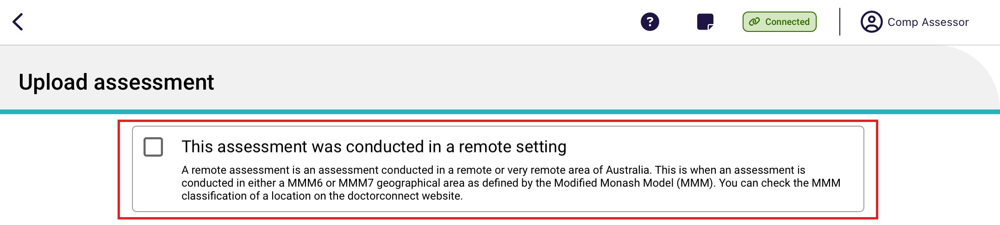 ?
Connected
Comp Assessor
Upload assessment
This assessment was conducted in a remote setting
A remote assessment is an assessment conducted in a remote or very remote area of Australia. This is when an assessment is
conducted in either a MMM6 or MMM7 geographical area as defined by the Modified Monash Model (MMM). You can check the MMM
classification of a location on the doctorconnect website.